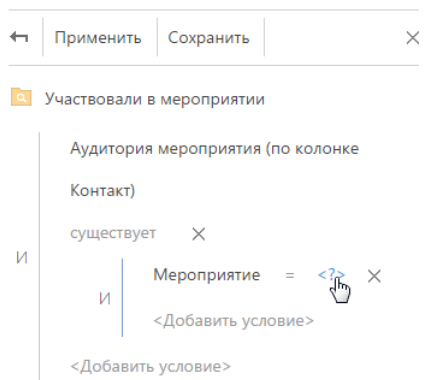 Применить Сохранить
Участвовали в мероприятии
Аудитория мероприятия (по колонке
Контакт)
существует
И
Мероприятие = <?>
И
<Добавить условие>
<Добавить условие>